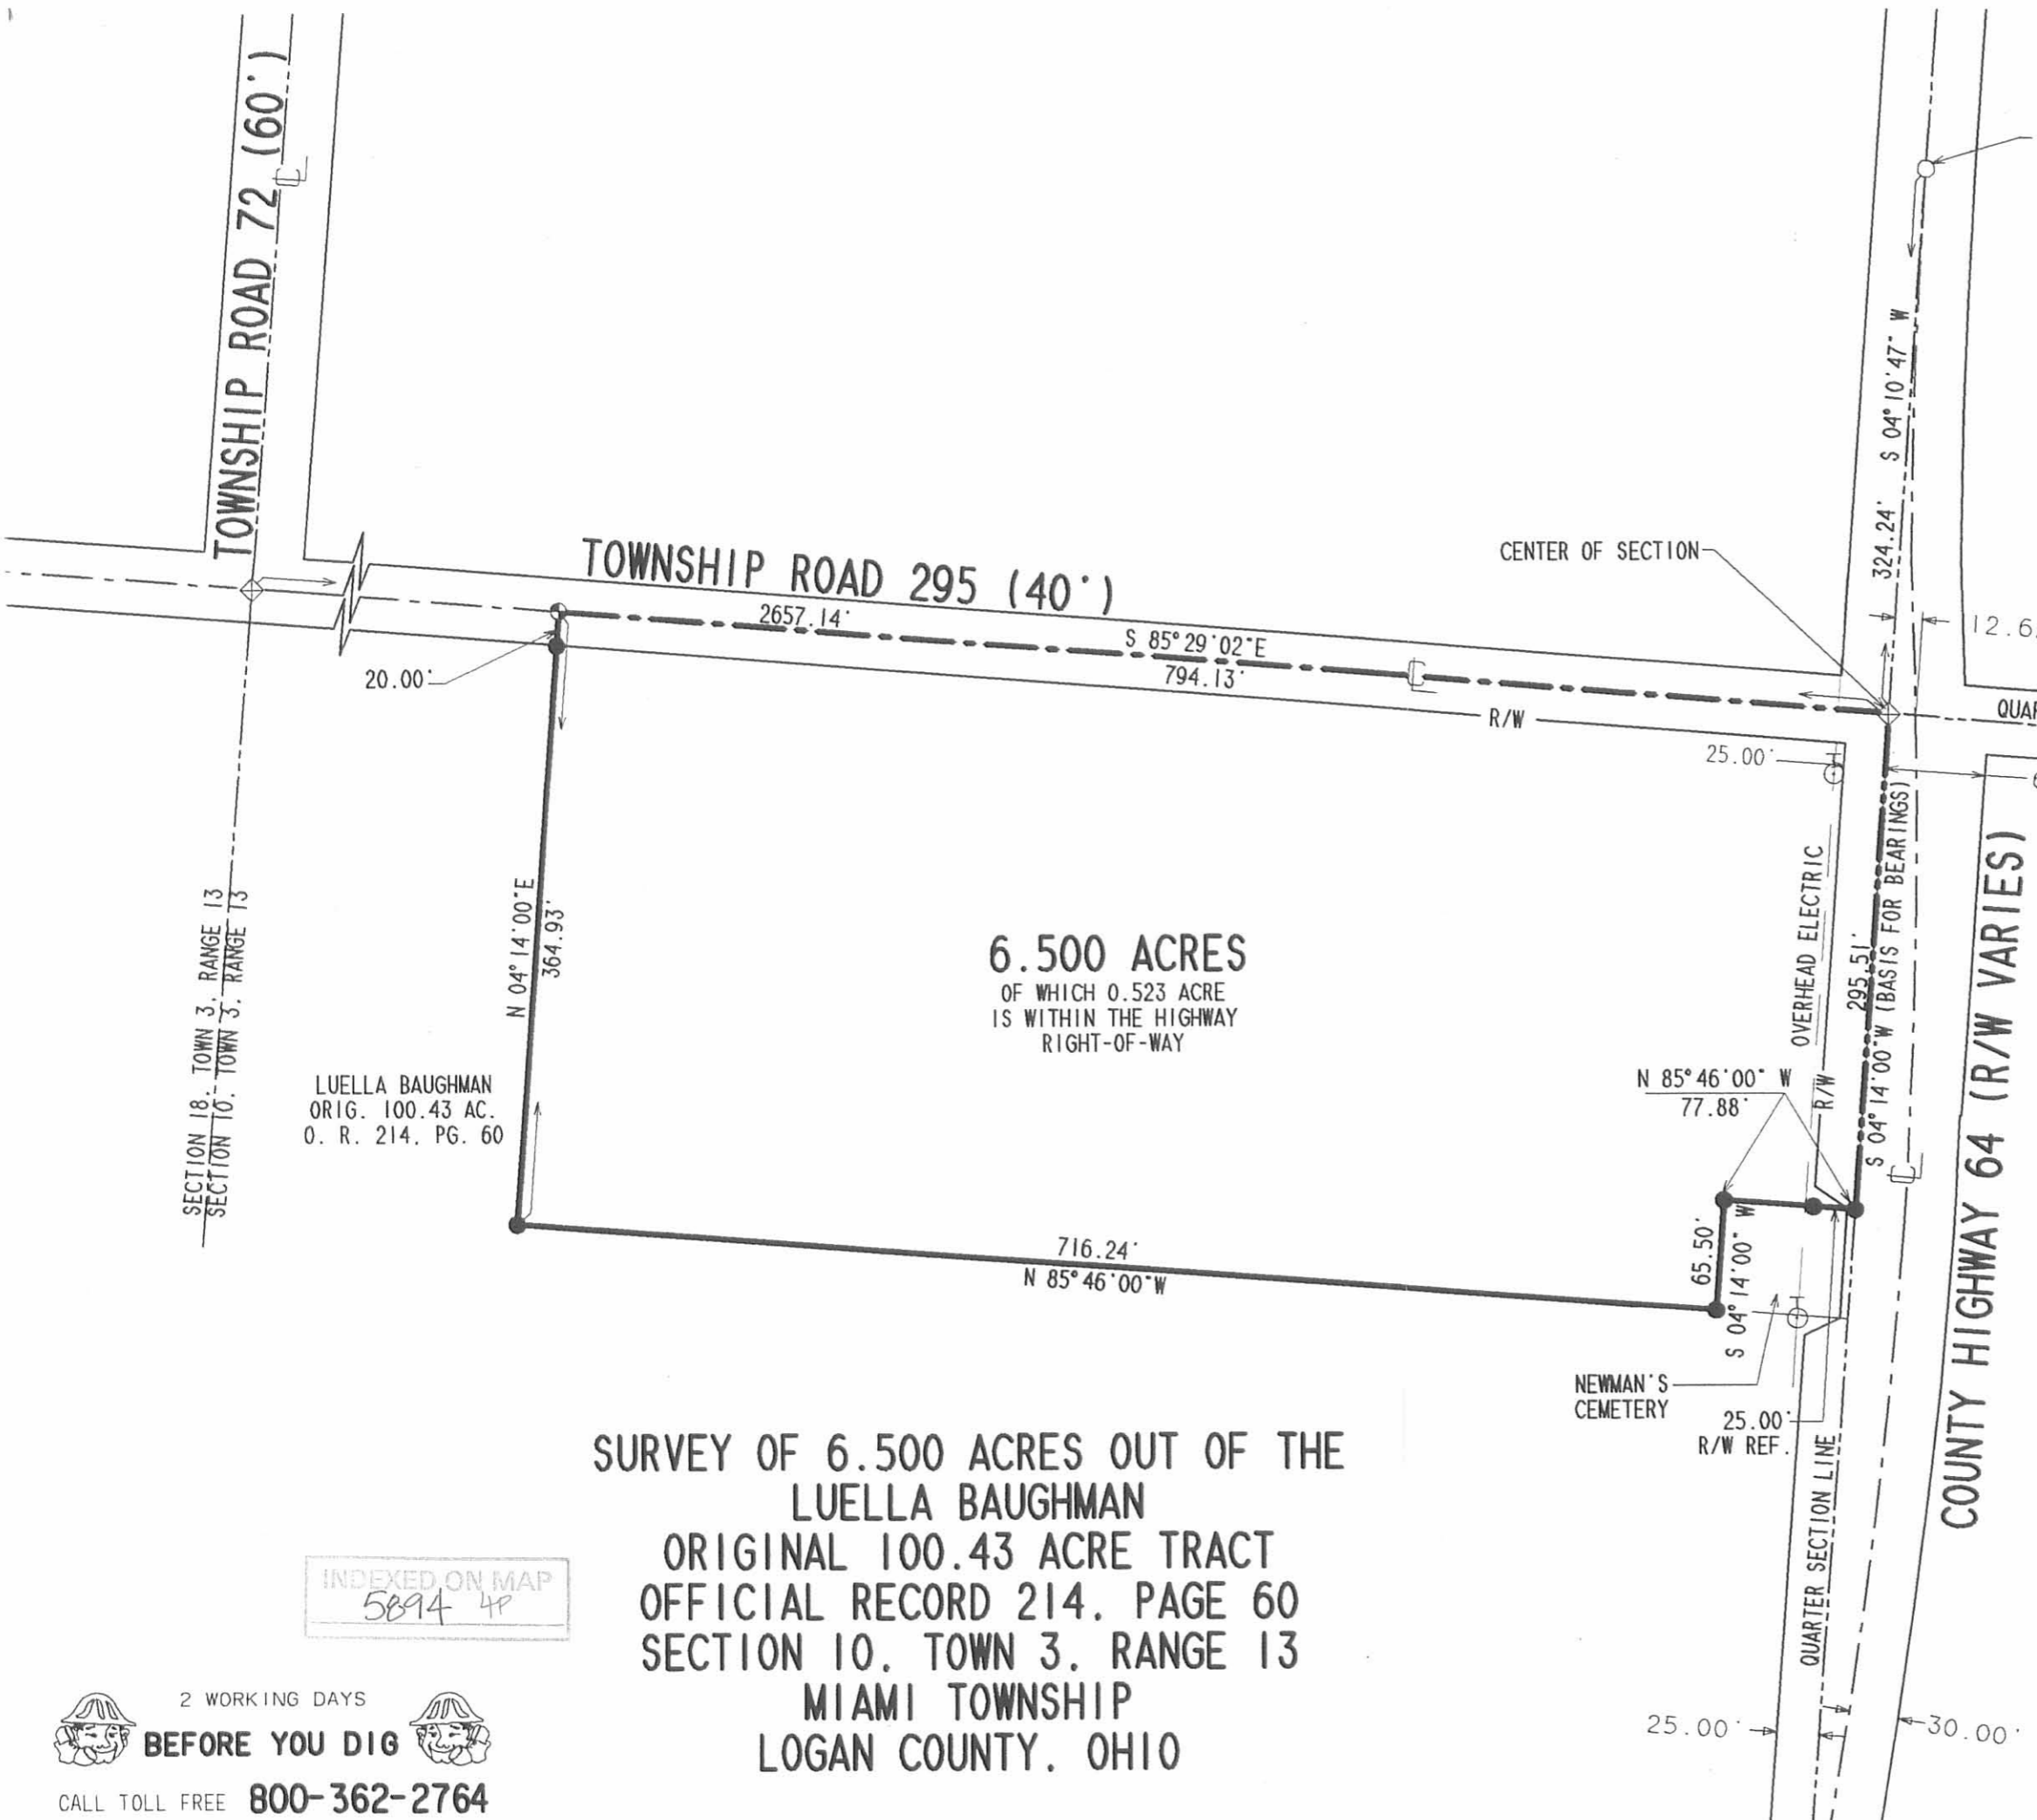 TOWNSHIP ROAD 72 (60')
TOWNSHIP ROAD 295 (40')
2657.14'
S 85°29'02"E
794.13'
20.00'
R/W
CENTER OF SECTION
324.24' S 04°10'47" W
12.6
QUAR
25.00'
6
OVERHEAD ELECTRIC
R/W
295.51'
S 04°14'00"W (BASIS FOR BEARINGS)
COUNTY HIGHWAY 64 (R/W VARIES)
N 04°14'00"E
364.93'
6.500 ACRES
OF WHICH 0.523 ACRE
IS WITHIN THE HIGHWAY
RIGHT-OF-WAY
SECTION 18, TOWN 3, RANGE 13
SECTION 10, TOWN 3, RANGE 13
LUELLA BAUGHMAN
ORIG. 100.43 AC.
O. R. 214, PG. 60
N 85°46'00" W
77.88'
65.50'
S 04°14'00" W
716.24'
N 85°46'00"W
NEWMAN'S
CEMETERY
25.00'
R/W REF.
QUARTER SECTION LINE
25.00'
30.00'
SURVEY OF 6.500 ACRES OUT OF THE
LUELLA BAUGHMAN
ORIGINAL 100.43 ACRE TRACT
OFFICIAL RECORD 214, PAGE 60
SECTION 10, TOWN 3, RANGE 13
MIAMI TOWNSHIP
LOGAN COUNTY, OHIO
INDEXED ON MAP
5894 4P
2 WORKING DAYS
BEFORE YOU DIG
CALL TOLL FREE 800-362-2764